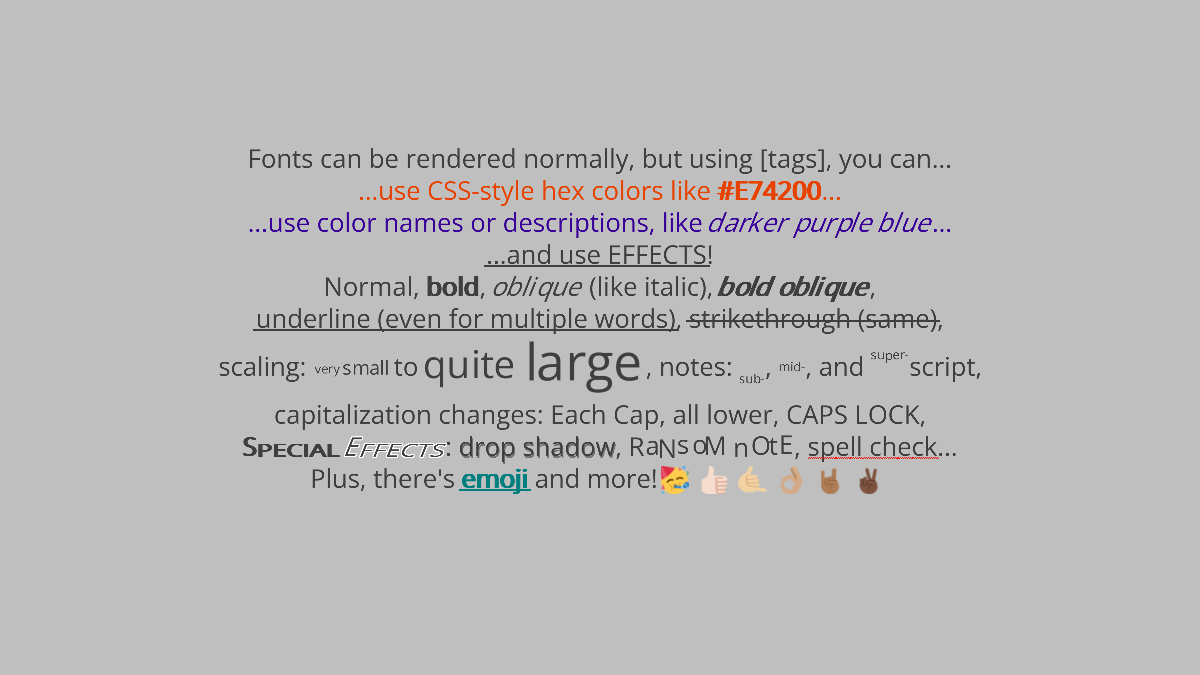 Fonts can be rendered normally, but using [tags], you can...
...use CSS-style hex colors like #E74200...
...use color names or descriptions, like darker purple blue...
...and use EFFECTS!
Normal, bold, oblique (like italic), bold oblique,
underline (even for multiple words), strikethrough (same),
scaling: very small to quite large, notes: sub-, mid-, and super-script,
capitalization changes: Each Cap, all lower, CAPS LOCK,
SPECIAL EFFECTS: drop shadow, RaNsoM nOtE, spell check...
Plus, there's emoji and more!🥳 👍🏻 🤙🏼 👌🏽 🤘🏾 ✌🏿